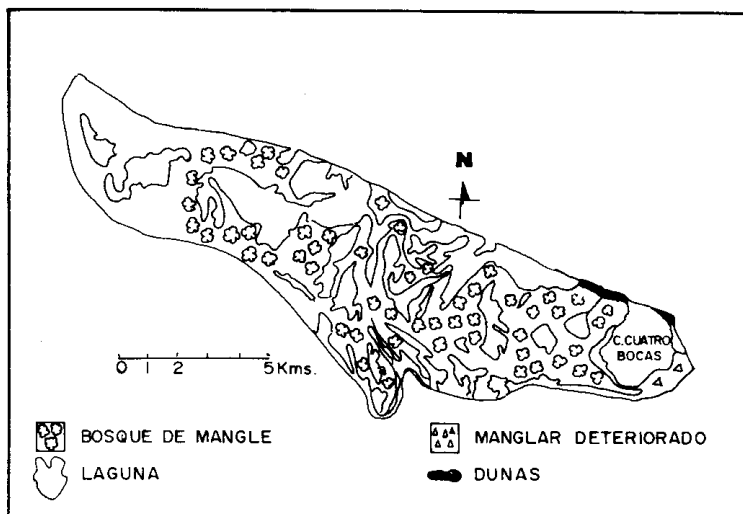 N
C. CUATRO
BOCAS
0 1 2 5 Kms.
BOSQUE DE MANGLE
MANGLAR DETERIORADO
LAGUNA
DUNAS